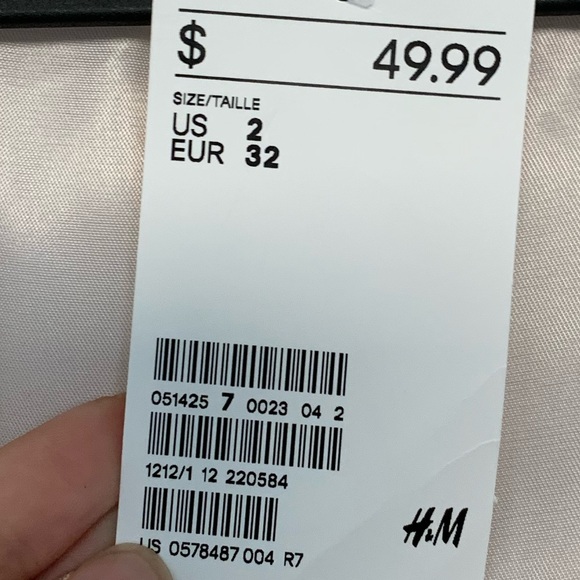 $ 49.99
SIZE/TAILLE
US 2
EUR 32
051425 7 0023 04 2
1212/1 12 220584
US 0578487 004 R7
H&M